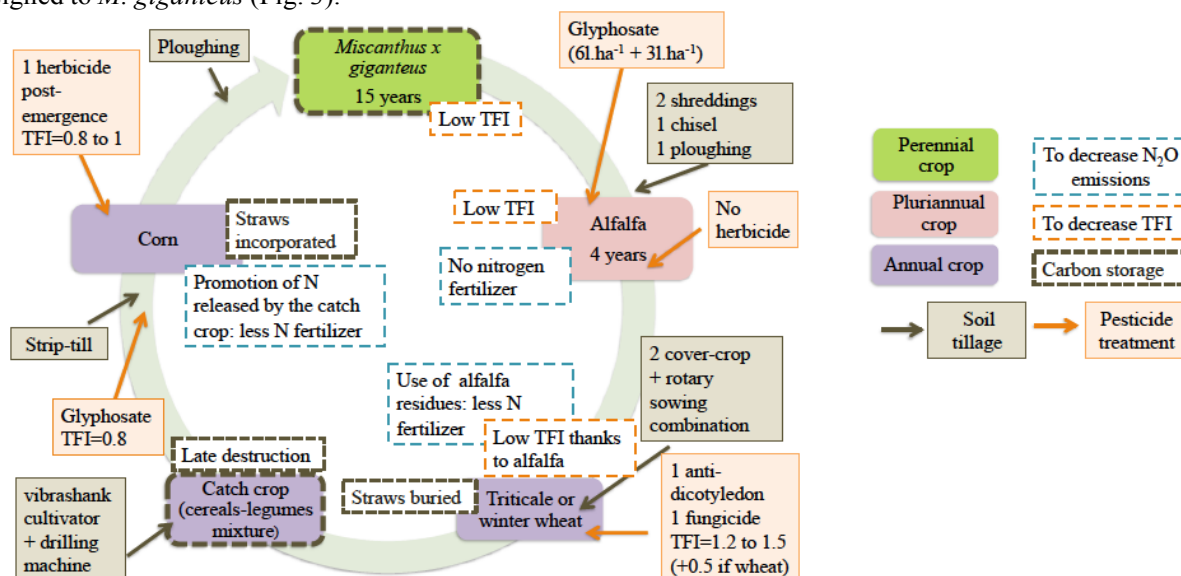 signed to M. giganteus (Fig. 3).
Ploughing
Miscanthus x
giganteus
15 years
Low TFI
Glyphosate
(6l.ha-1 + 3l.ha-1)
1 herbicide
post-
emergence
TFI=0.8 to 1
2 shreddings
1 chisel
1 ploughing
Low TFI
Alfalfa
4 years
No
herbicide
No nitrogen
fertilizer
Corn
Straws
incorporated
Promotion of N
released by the catch
crop: less N fertilizer
Strip-till
Glyphosate
TFI=0.8
2 cover-crop
+ rotary
sowing
combination
Use of alfalfa
residues: less N
fertilizer
Low TFI thanks
to alfalfa
Late destruction
Catch crop
(cereals-legumes
mixture)
Straws buried
Triticale or
winter wheat
vibrashank
cultivator
+ drilling
machine
1 anti-
dicotyledon
1 fungicide
TFI=1.2 to 1.5
(+0.5 if wheat)
Perennial
crop
To decrease N2O
emissions
Pluriannual
crop
To decrease TFI
Annual crop
Carbon storage
Soil
tillage
Pesticide
treatment